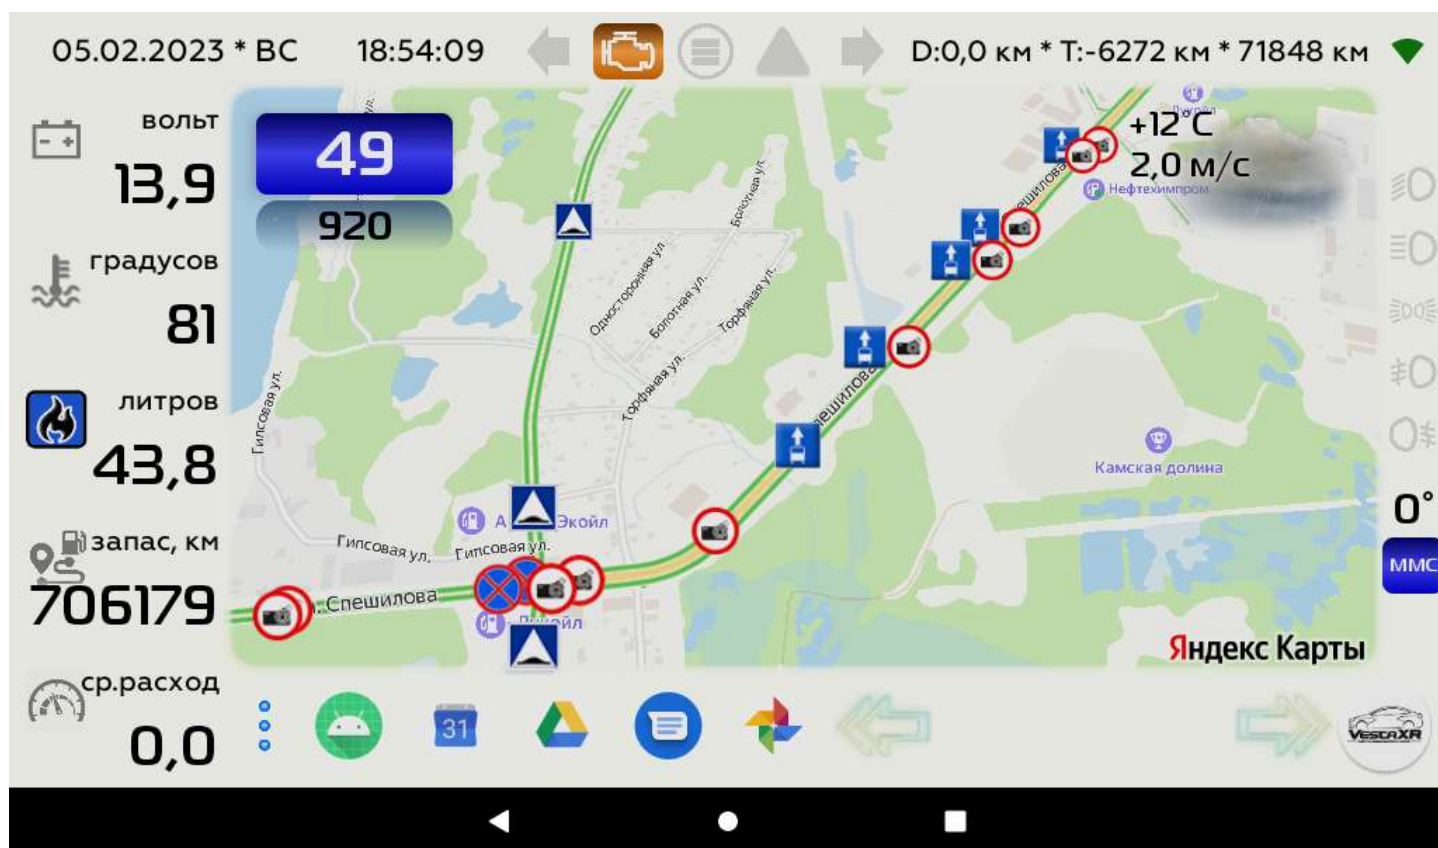 05.02.2023 * ВС 18:54:09 D:0,0 км * T:-6272 км * 71848 км
вольт
13,9
49
920
+12°C
2,0 м/с
Лукойл
Нефтехимпром
градусов
81
Болотная ул.
Односторонняя ул.
Болотная ул.
Торфяная ул.
Торфяная ул.
Гипсовая ул.
литров
43,8
Камская долина
0°
ММС
А
Экойл
Гипсовая ул.
Гипсовая ул.
запас, км
706179
Спешилова
Лукойл
Яндекс Карты
ср.расход
0,0
31
VESTAXR